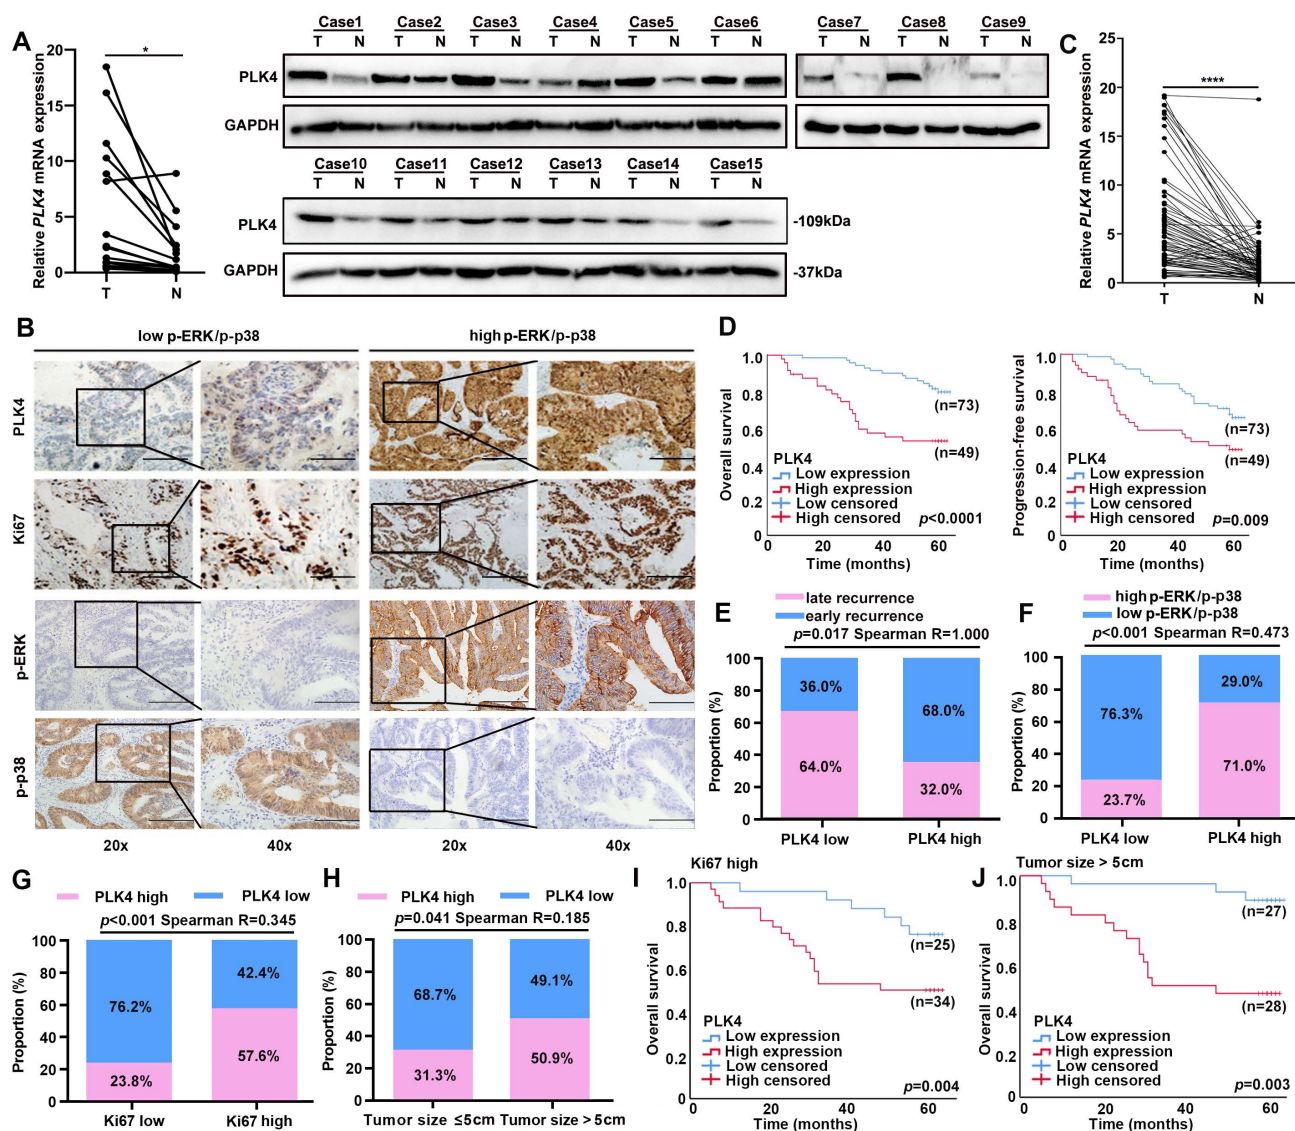 A
Relative PLK4 mRNA expression
20
15
10
5
0
*
T N
Case1 Case2 Case3 Case4 Case5 Case6 Case7 Case8 Case9
T N T N T N T N T N T N T N T N T N
PLK4
GAPDH
Case10 Case11 Case12 Case13 Case14 Case15
T N T N T N T N T N T N
PLK4
-109kDa
GAPDH
-37kDa
C
Relative PLK4 mRNA expression
25
20
15
10
5
0
****
T N
B
low p-ERK/p-p38 high p-ERK/p-p38
PLK4
Ki67
p-ERK
p-p38
20x 40x 20x 40x
D
Overall survival
1.0
0.8
0.6
0.4
0.2
0
(n=73)
(n=49)
PLK4
Low expression
High expression
Low censored
High censored
p<0.0001
0 20 40 60
Time (months)
Progression-free survival
1.0
0.8
0.6
0.4
0.2
0
(n=73)
(n=49)
PLK4
Low expression
High expression
Low censored
High censored
p=0.009
0 20 40 60
Time (months)
E
late recurrence
early recurrence
p=0.017 Spearman R=1.000
Proportion (%)
100
80
60
40
20
0
36.0% 68.0%
64.0% 32.0%
PLK4 low PLK4 high
F
high p-ERK/p-p38
low p-ERK/p-p38
p<0.001 Spearman R=0.473
Proportion (%)
100
80
60
40
20
0
76.3% 29.0%
23.7% 71.0%
PLK4 low PLK4 high
G
PLK4 high PLK4 low
p<0.001 Spearman R=0.345
Proportion (%)
100
80
60
40
20
0
76.2% 42.4%
23.8% 57.6%
Ki67 low Ki67 high
H
PLK4 high PLK4 low
p=0.041 Spearman R=0.185
Proportion (%)
100
80
60
40
20
0
68.7% 49.1%
31.3% 50.9%
Tumor size ≤5cm Tumor size > 5cm
I
Ki67 high
Overall survival
1.0
0.8
0.6
0.4
0.2
0
(n=25)
(n=34)
PLK4
Low expression
High expression
Low censored
High censored
p=0.004
0 20 40 60
Time (months)
J
Tumor size > 5cm
Overall survival
1.0
0.8
0.6
0.4
0.2
0
(n=27)
(n=28)
PLK4
Low expression
High expression
Low censored
High censored
p=0.003
0 20 40 60
Time (months)